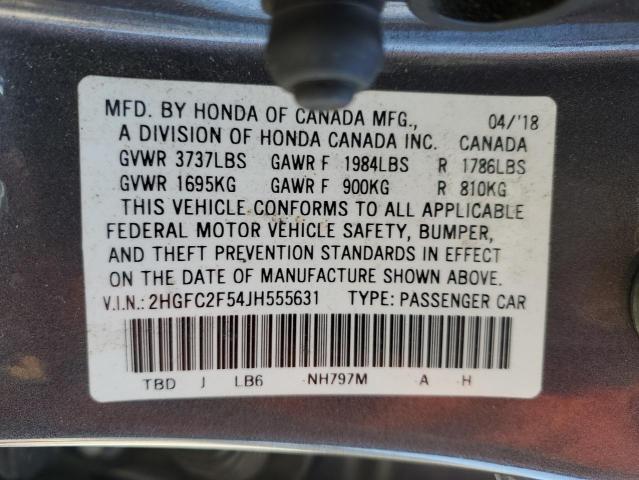 MFD. BY HONDA OF CANADA MFG., 04/'18
A DIVISION OF HONDA CANADA INC. CANADA
GVWR 3737LBS GAWR F 1984LBS R 1786LBS
GVWR 1695KG GAWR F 900KG R 810KG
THIS VEHICLE CONFORMS TO ALL APPLICABLE
FEDERAL MOTOR VEHICLE SAFETY, BUMPER,
AND THEFT PREVENTION STANDARDS IN EFFECT
ON THE DATE OF MANUFACTURE SHOWN ABOVE.
V.I.N.: 2HGFC2F54JH555631 TYPE: PASSENGER CAR
TBD J LB6 NH797M A H